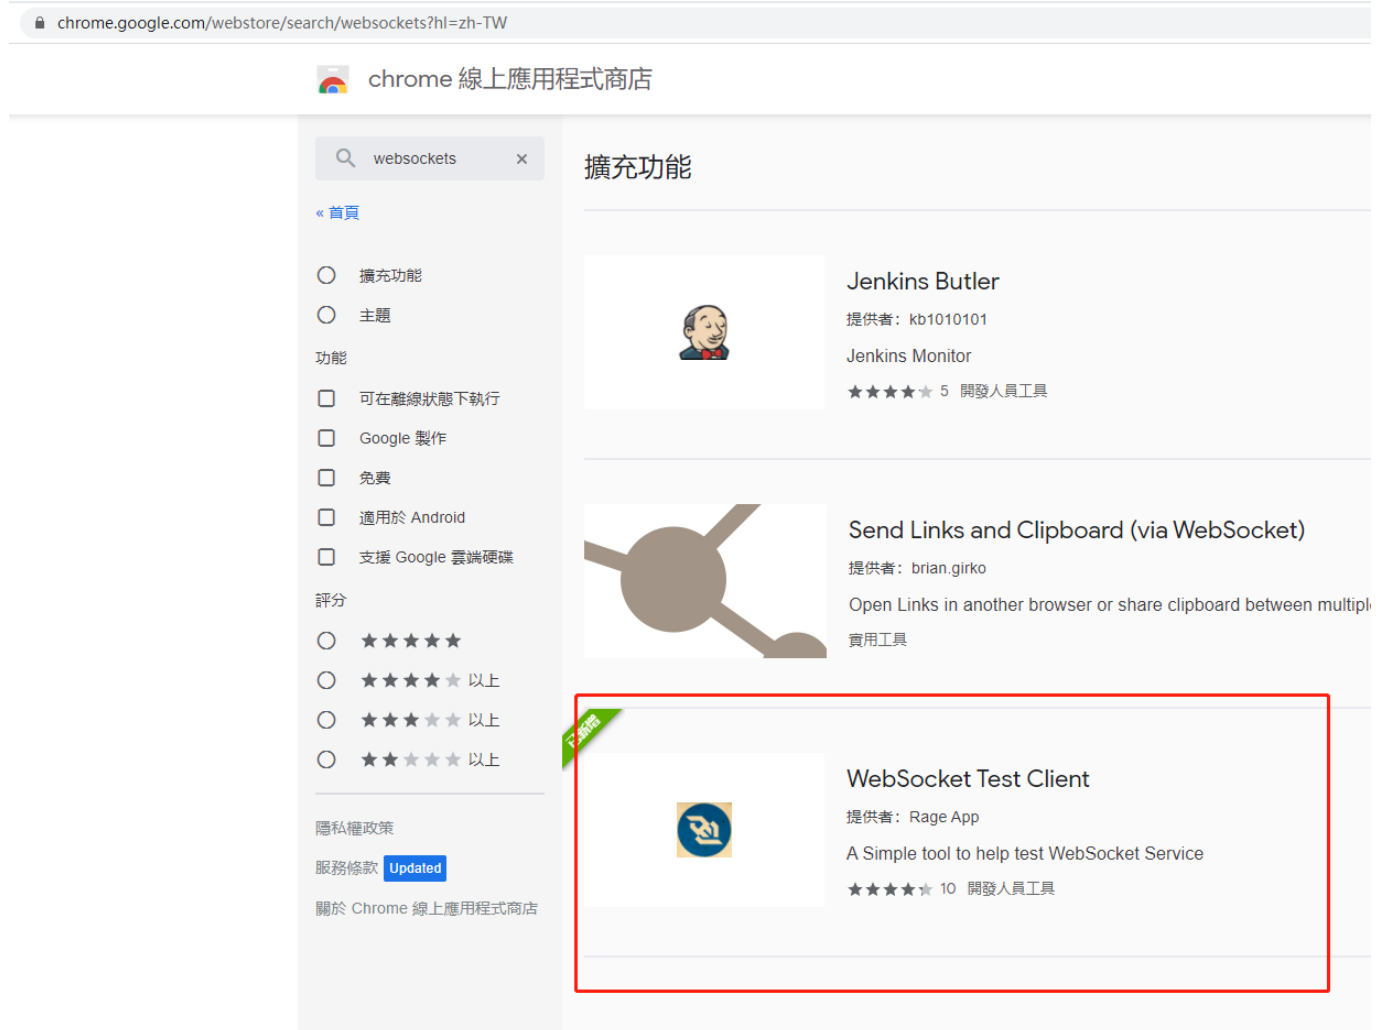 chrome.google.com/webstore/search/websockets?hl=zh-TW
chrome 線上應用程式商店
websockets ×
« 首頁
擴充功能
主題
功能
可在離線狀態下執行
Google 製作
免費
適用於 Android
支援 Google 雲端硬碟
評分
以上
以上
以上
隱私權政策
服務條款 Updated
關於 Chrome 線上應用程式商店
擴充功能
Jenkins Butler
提供者：kb1010101
Jenkins Monitor
5 開發人員工具
Send Links and Clipboard (via WebSocket)
提供者：brian.girko
Open Links in another browser or share clipboard between multipl
實用工具
已新增
WebSocket Test Client
提供者：Rage App
A Simple tool to help test WebSocket Service
10 開發人員工具